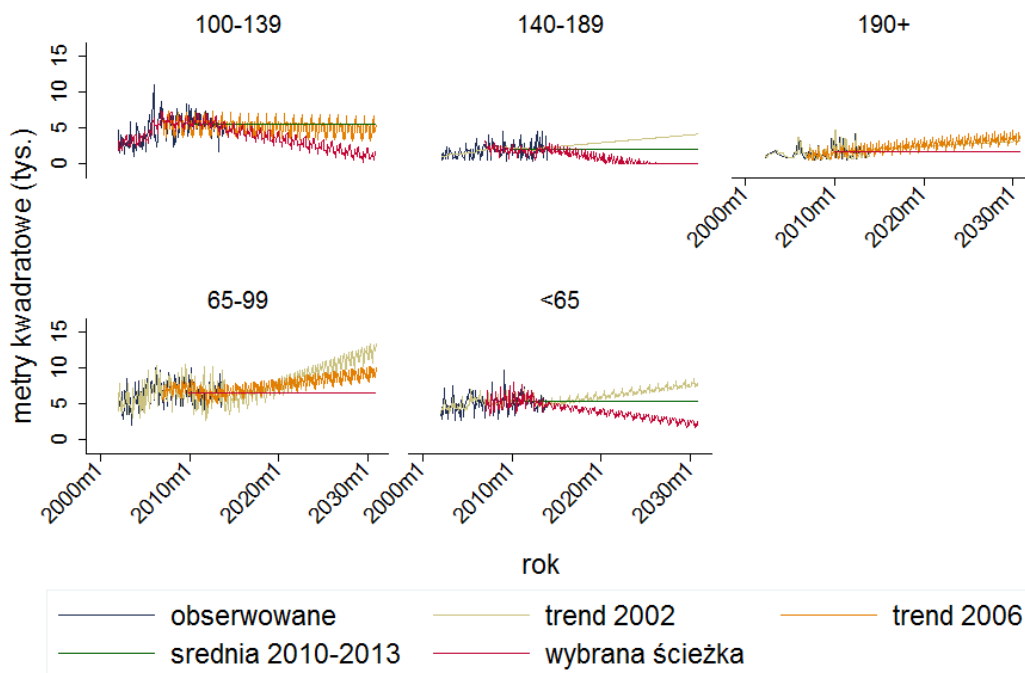 100-139
140-189
190+
15
10
5
0
2000m1
2010m1
2020m1
2030m1
65-99
<65
15
10
5
0
metry kwadratowe (tys.)
2000m1
2010m1
2020m1
2030m1
2000m1
2010m1
2020m1
2030m1
rok
obserwowane
trend 2002
trend 2006
srednia 2010-2013
wybrana ścieżka